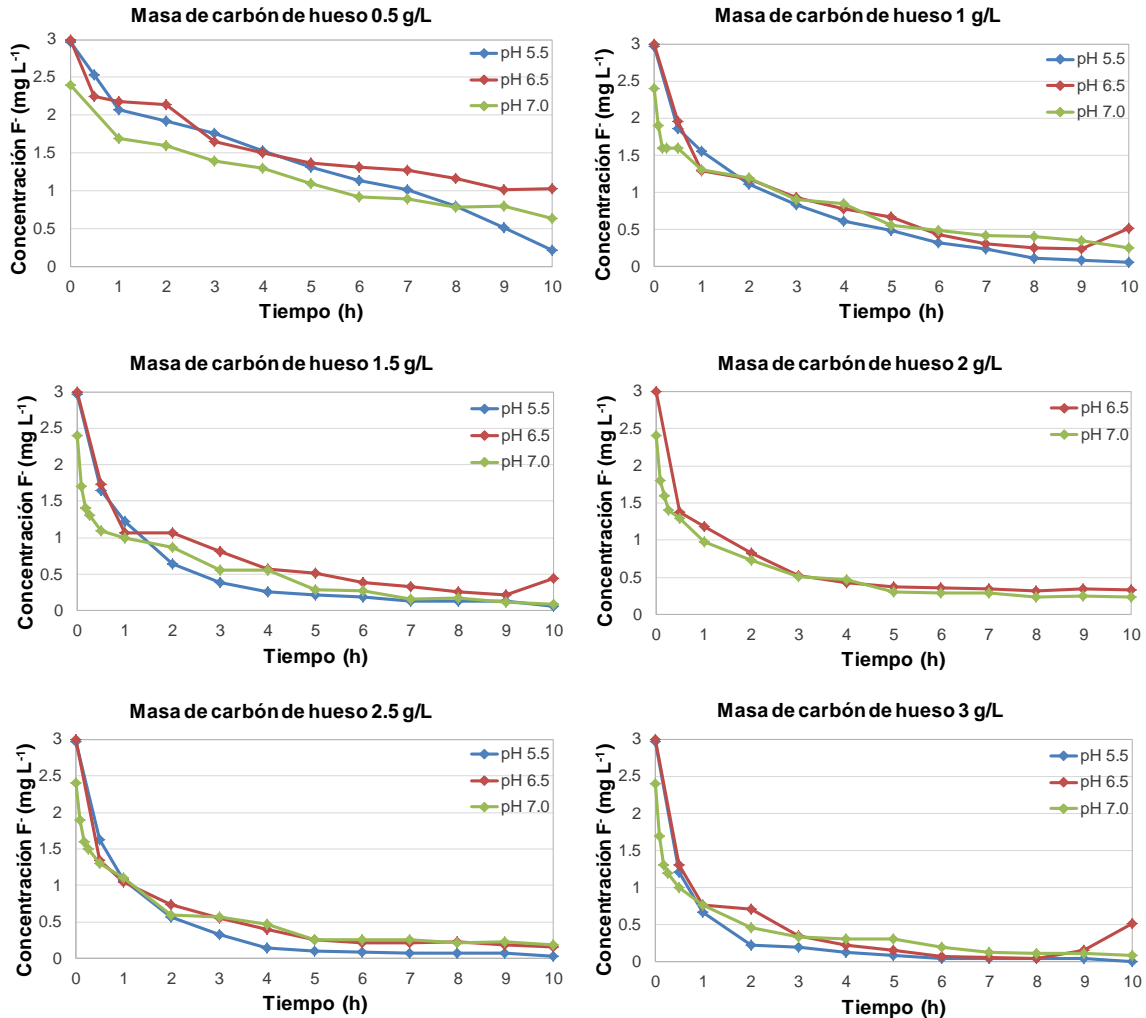 Masa de carbón de hueso 0.5 g/L
Concentración F⁻ (mg L⁻¹)
3
2.5
2
1.5
1
0.5
0
pH 5.5
pH 6.5
pH 7.0
0 1 2 3 4 5 6 7 8 9 10
Tiempo (h)
Masa de carbón de hueso 1 g/L
Concentración F⁻ (mg L⁻¹)
3
2.5
2
1.5
1
0.5
0
pH 5.5
pH 6.5
pH 7.0
0 1 2 3 4 5 6 7 8 9 10
Tiempo (h)
Masa de carbón de hueso 1.5 g/L
Concentración F⁻ (mg L⁻¹)
3
2.5
2
1.5
1
0.5
0
pH 5.5
pH 6.5
pH 7.0
0 1 2 3 4 5 6 7 8 9 10
Tiempo (h)
Masa de carbón de hueso 2 g/L
Concentración F⁻ (mg L⁻¹)
3
2.5
2
1.5
1
0.5
0
pH 6.5
pH 7.0
0 1 2 3 4 5 6 7 8 9 10
Tiempo (h)
Masa de carbón de hueso 2.5 g/L
Concentración F⁻ (mg L⁻¹)
3
2.5
2
1.5
1
0.5
0
pH 5.5
pH 6.5
pH 7.0
0 1 2 3 4 5 6 7 8 9 10
Tiempo (h)
Masa de carbón de hueso 3 g/L
Concentración F⁻ (mg L⁻¹)
3
2.5
2
1.5
1
0.5
0
pH 5.5
pH 6.5
pH 7.0
0 1 2 3 4 5 6 7 8 9 10
Tiempo (h)